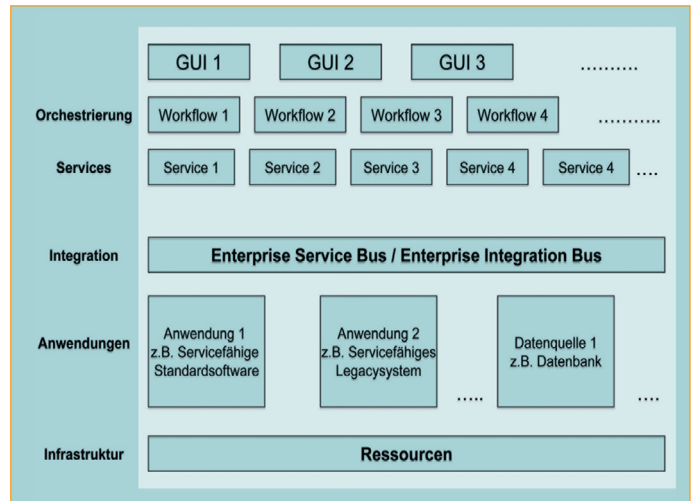 GUI 1 GUI 2 GUI 3 ..........
Orchestrierung Workflow 1 Workflow 2 Workflow 3 Workflow 4 ...........
Services Service 1 Service 2 Service 3 Service 4 Service 4 ....
Integration Enterprise Service Bus / Enterprise Integration Bus
Anwendungen
Anwendung 1
z.B. Servicefähige
Standardsoftware
Anwendung 2
z.B. Servicefähiges
Legacysystem
.....
Datenquelle 1
z.B. Datenbank
....
Infrastruktur Ressourcen